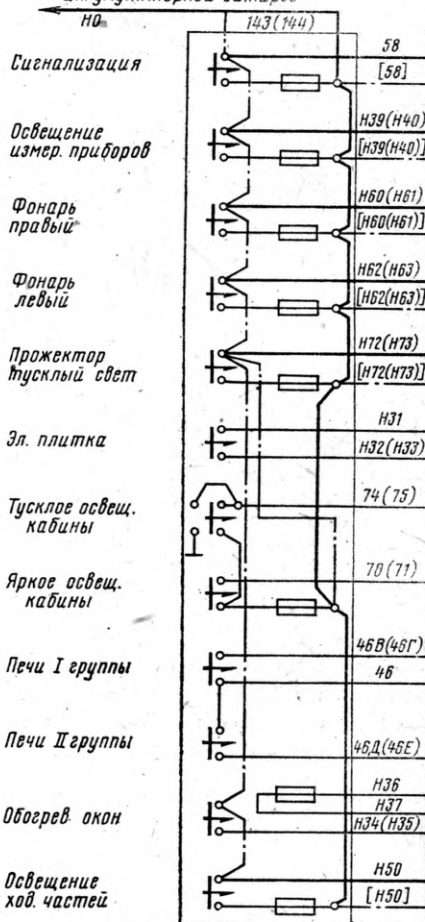 НО
143(144)
58
Сигнализация
[58]
Н39(Н40)
Освещение
измер. приборов
[Н39(Н40)]
Н60(Н61)
Фонарь
правый
[Н60(Н61)]
Н62(Н63)
Фонарь
левый
[Н62(Н63)]
Н72(Н73)
Прожектор
тусклый свет
[Н72(Н73)]
Н31
Эл. плитка
Н32(Н33)
74(75)
Тусклое освещ.
кабины
70(71)
Яркое освещ.
кабины
46В(46Г)
Печи I группы
46
Печи II группы
46Д(46Е)
Н36
Н37
Обогрев окон
Н34(Н35)
Н50
Освещение
ход. частей
[Н50]